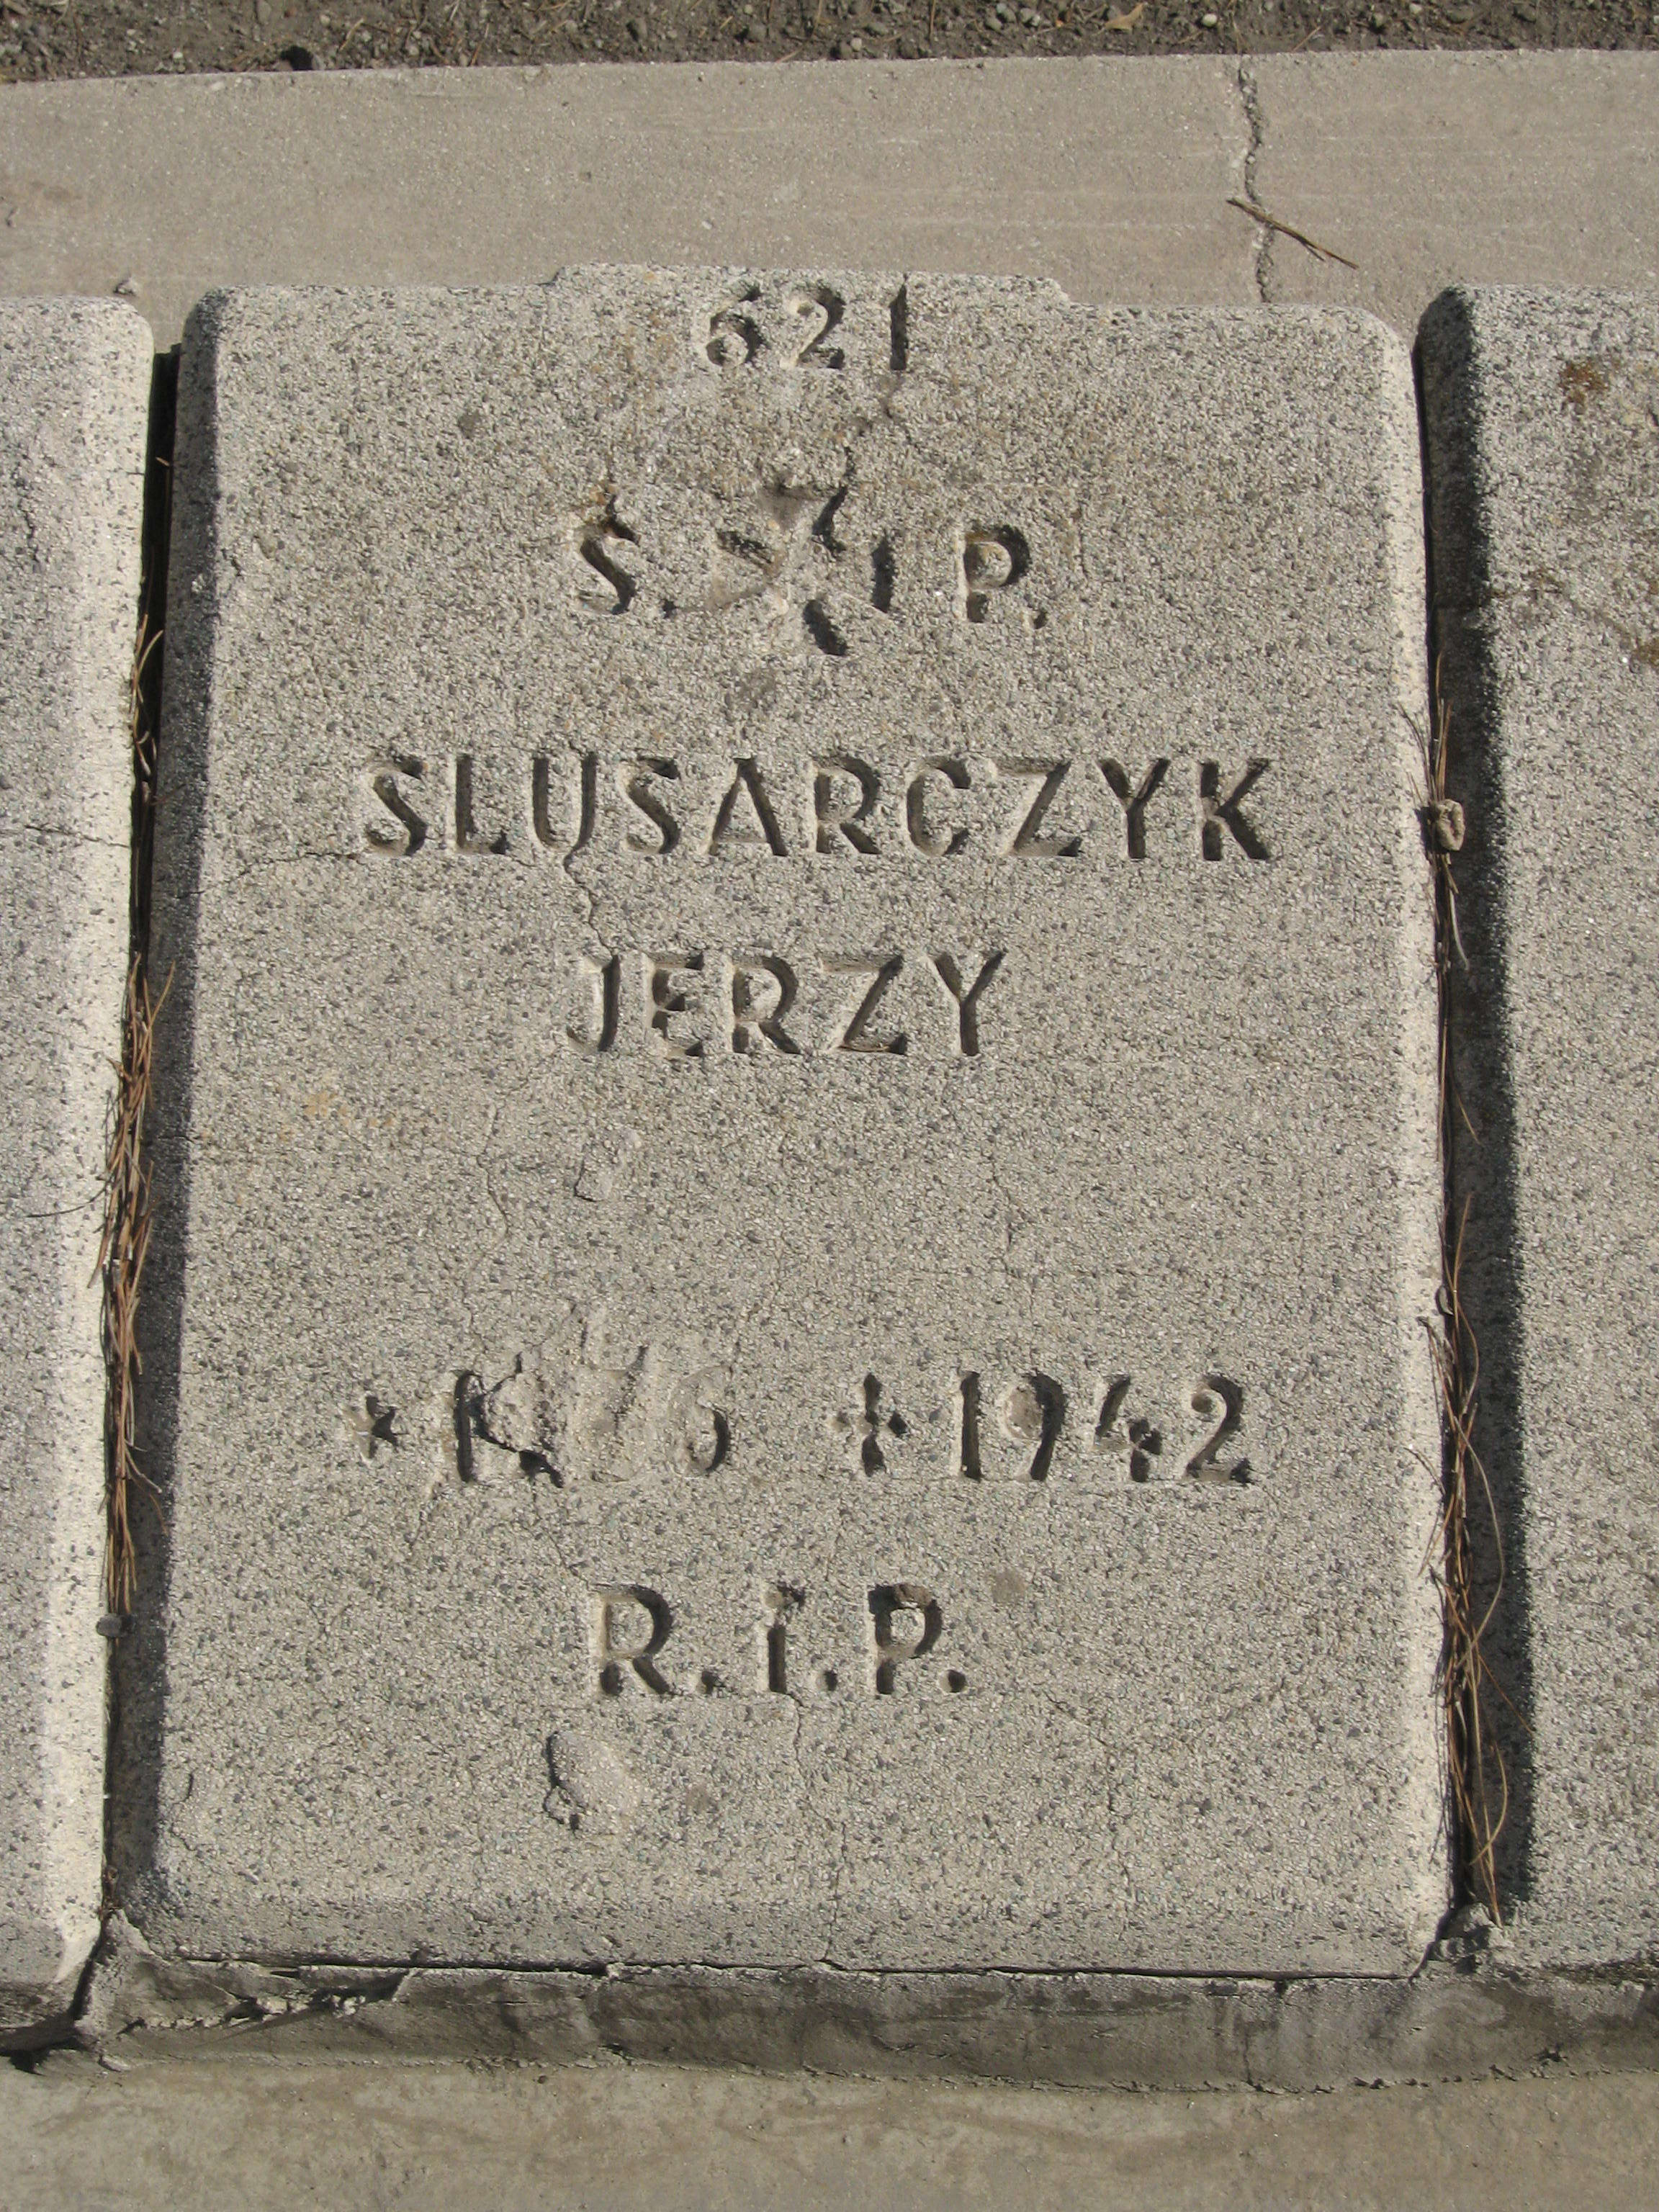 621
S. P.
SLUSARCZYK
JERZY
+1942
R.I.P.